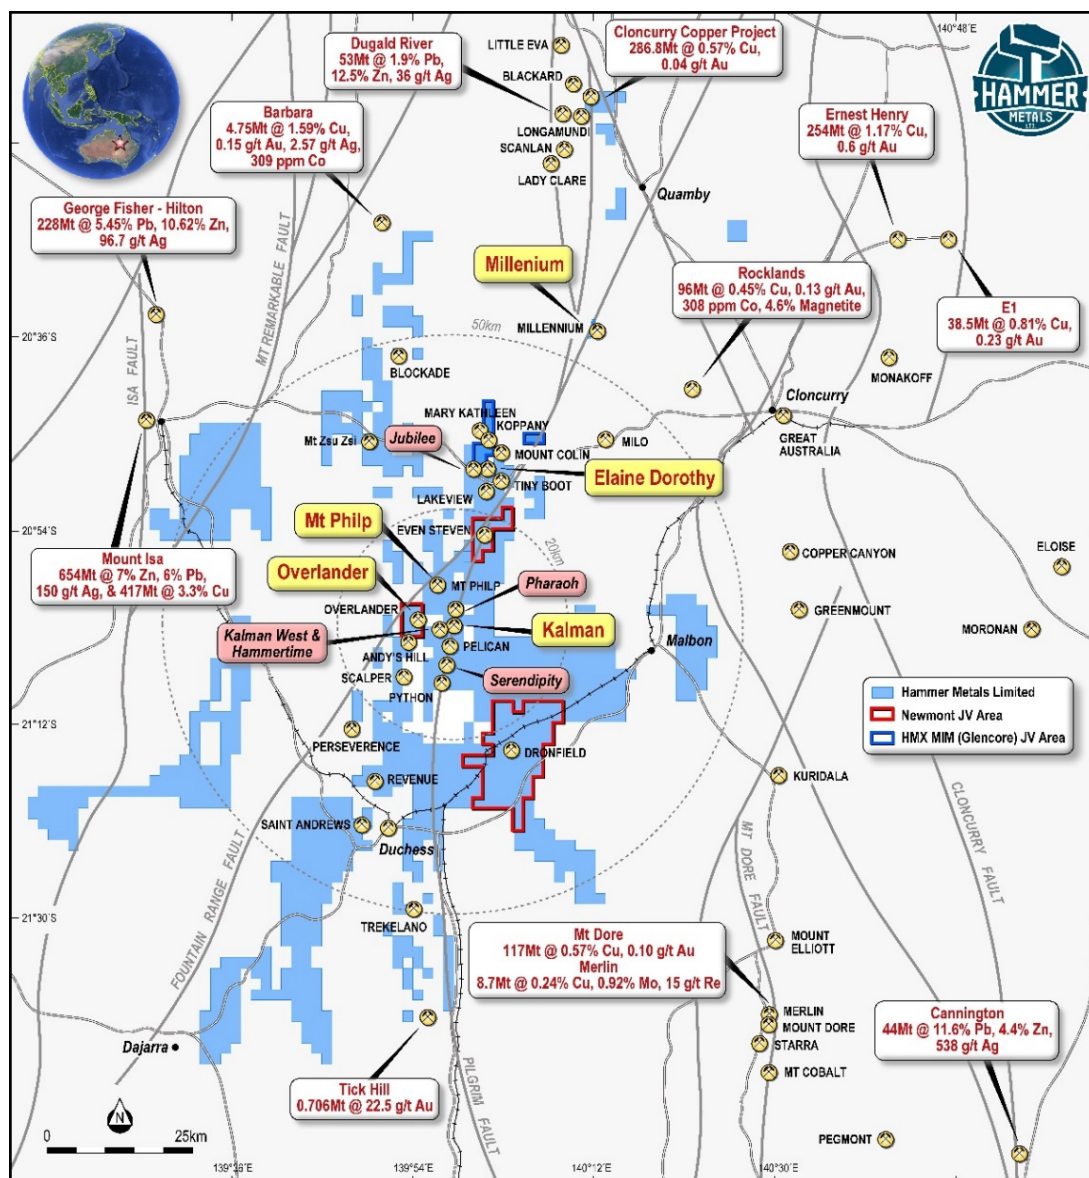 140°48'E
HAMMER
METALS
LTD
LITTLE EVA
Cloncurry Copper Project
286.8Mt @ 0.57% Cu,
0.04 g/t Au
Dugald River
53Mt @ 1.9% Pb,
12.5% Zn, 36 g/t Ag
BLACKARD
Barbara
4.75Mt @ 1.59% Cu,
0.15 g/t Au, 2.57 g/t Ag,
309 ppm Co
LONGAMUNDI
SCANLAN
LADY CLARE
Ernest Henry
254Mt @ 1.17% Cu,
0.6 g/t Au
Quamby
George Fisher - Hilton
228Mt @ 5.45% Pb, 10.62% Zn,
96.7 g/t Ag
MT REMARKABLE FAULT
Millenium
Rocklands
96Mt @ 0.45% Cu, 0.13 g/t Au,
308 ppm Co, 4.6% Magnetite
E1
38.5Mt @ 0.81% Cu,
0.23 g/t Au
20°36'S
50km
MILLENNIUM
ISA FAULT
BLOCKADE
MONAKOFF
Cloncurry
MARY KATHLEEN
KOPPANY
Jubilee
Mt Zsu Zsi
MILO
GREAT
AUSTRALIA
MOUNT COLIN
Elaine Dorothy
TINY BOOT
LAKEVIEW
Mt Philp
20°54'S
EVEN STEVEN
20km
Mount Isa
654Mt @ 7% Zn, 6% Pb,
150 g/t Ag, & 417Mt @ 3.3% Cu
COPPER CANYON
ELOISE
Overlander
MT PHILP
Pharaoh
OVERLANDER
GREENMOUNT
Kalman West &
Hammertime
Kalman
MORONAN
ANDY'S HILL
PELICAN
Malbon
SCALPER
Serendipity
PYTHON
Hammer Metals Limited
Newmont JV Area
HMX MIM (Glencore) JV Area
21°12'S
PERSEVERENCE
DRONFIELD
REVENUE
KURIDALA
SAINT ANDREWS
Duchess
MT DORE FAULT
CLONCURRY FAULT
FOUNTAIN RANGE FAULT
21°30'S
TREKELANO
Mt Dore
117Mt @ 0.57% Cu, 0.10 g/t Au
Merlin
8.7Mt @ 0.24% Cu, 0.92% Mo, 15 g/t Re
MOUNT
ELLIOTT
MERLIN
MOUNT DORE
STARRA
Cannington
44Mt @ 11.6% Pb, 4.4% Zn,
538 g/t Ag
Dajarra
MT COBALT
Tick Hill
0.706Mt @ 22.5 g/t Au
PILGRIM FAULT
N
0
25km
PEGMONT
139°36'E
139°54'E
140°12'E
140°30'E